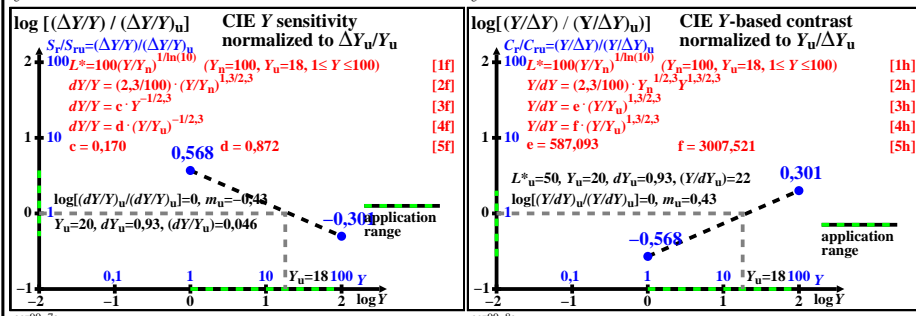 log [(ΔY/Y) / (ΔY/Y)u]
CIE Y sensitivity
normalized to ΔYu/Yu
Sr/Sru=(ΔY/Y)/(ΔY/Y)u
2
100
L*=100(Y/Yn)^1/ln(10) (Yn=100, Yu=18, 1≤ Y ≤100) [1f]
dY/Y = (2,3/100)·(Y/Yn)^1,3/2,3 [2f]
dY/Y = c·Y^−1/2,3 [3f]
dY/Y = d·(Y/Yu)^−1/2,3 [4f]
1
10
c = 0,170 d = 0,872 [5f]
0,568
log[(dY/Y)u/(dY/Y)u]=0, mu=−0,43
0
1
−0,301
application
range
Yu=20, dYu=0,93, (dY/Y)u=0,046
0,1 1 10 Yu=18 100 Y
−1
−2 −1 0 1 2 log Y
log[(Y/ΔY) / (Y/ΔY)u)]
CIE Y-based contrast
normalized to Yu/ΔYu
Cr/Cru=(Y/ΔY)/(Y/ΔY)u
2
100
L*=100(Y/Yn)^1/ln(10) (Yn=100, Yu=18, 1≤ Y ≤100) [1h]
Y/dY = (2,3/100)·Yn^1/2,3 Y^1,3/2,3 [2h]
Y/dY = e·(Y/Yu)^1,3/2,3 [3h]
Y/dY = f·(Y/Yu)^1,3/2,3 [4h]
1
10
e = 587,093 f = 3007,521 [5h]
L*u=50, Yu=20, dYu=0,93, (Y/dY)u=22
0,301
log[(Y/dY)u/(Y/dY)u]=0, mu=0,43
0
1
−0,568
application
range
0,1 1 10 Yu=18 100 Y
−1
−2 −1 0 1 2 log Y